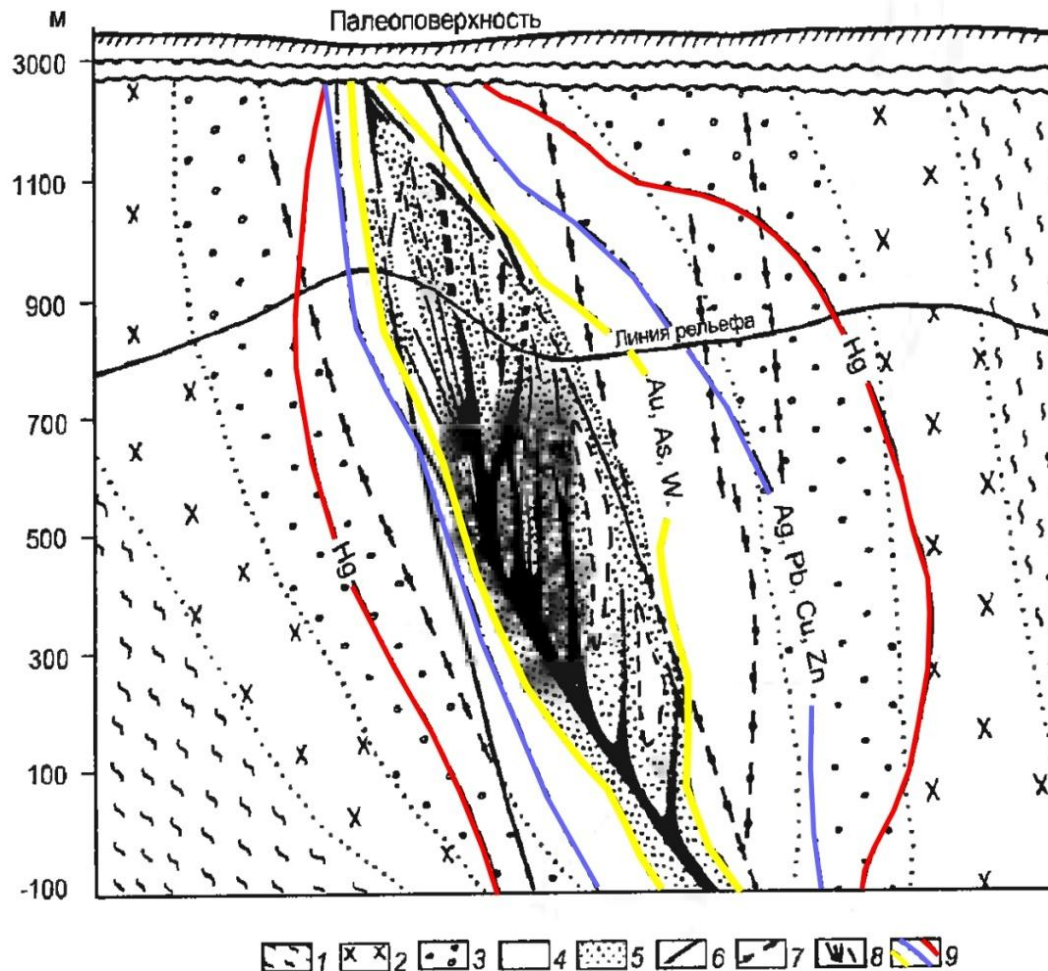 м
Палеоповерхность
3000
1100
900
Линия рельефа
Hg
700
Au, As, W
500
Hg
Ag, Pb, Cu, Zn
300
100
-100
1 2 3 4 5 6 7 8 9